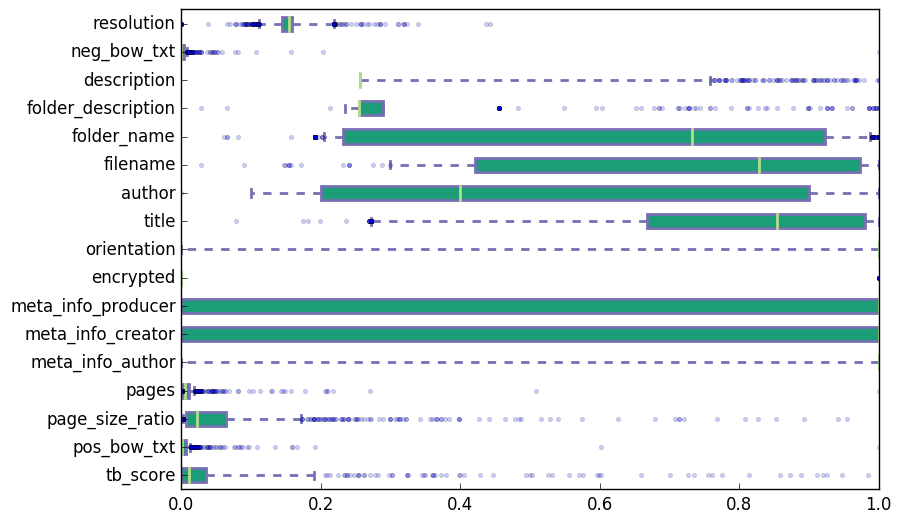 resolution
neg_bow_txt
description
folder_description
folder_name
filename
author
title
orientation
encrypted
meta_info_producer
meta_info_creator
meta_info_author
pages
page_size_ratio
pos_bow_txt
tb_score
0.0 0.2 0.4 0.6 0.8 1.0